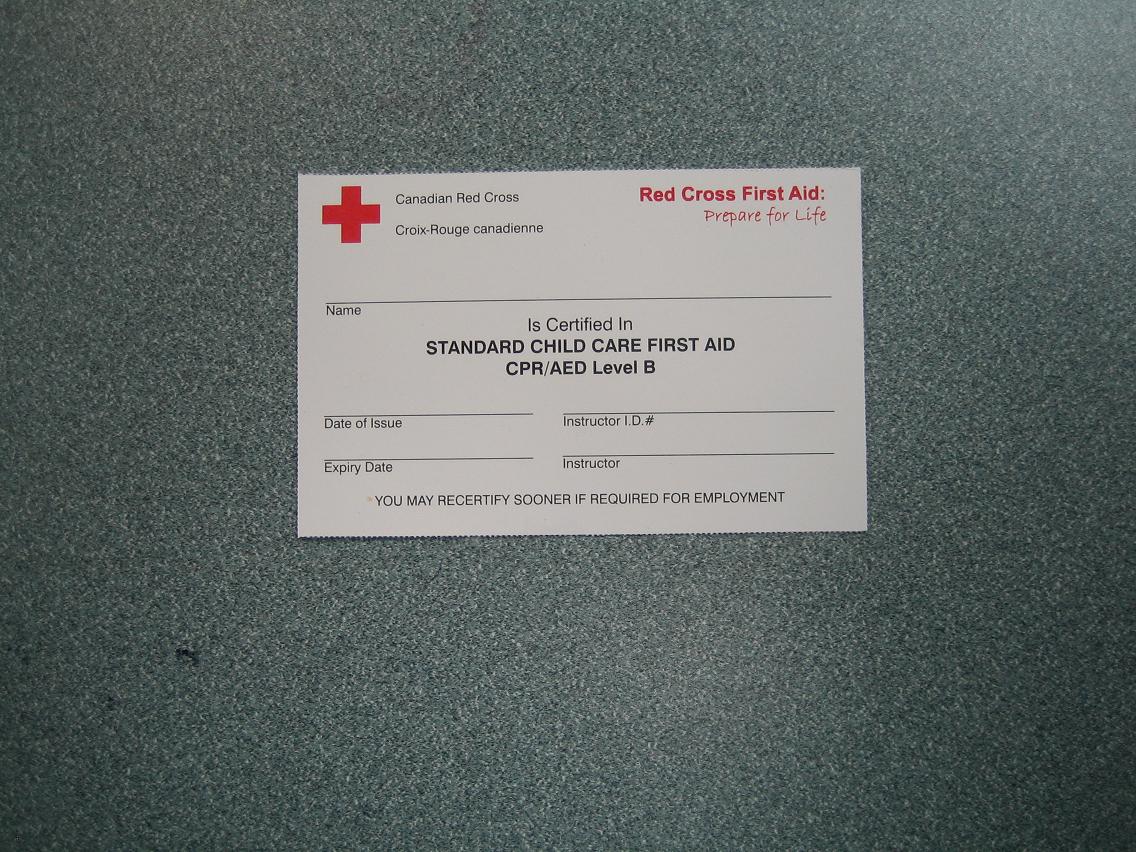 Canadian Red Cross
Croix-Rouge canadienne
Red Cross First Aid:
Prepare for Life
Name
Is Certified In
STANDARD CHILD CARE FIRST AID
CPR/AED Level B
Date of Issue
Instructor I.D.#
Expiry Date
Instructor
*YOU MAY RECERTIFY SOONER IF REQUIRED FOR EMPLOYMENT